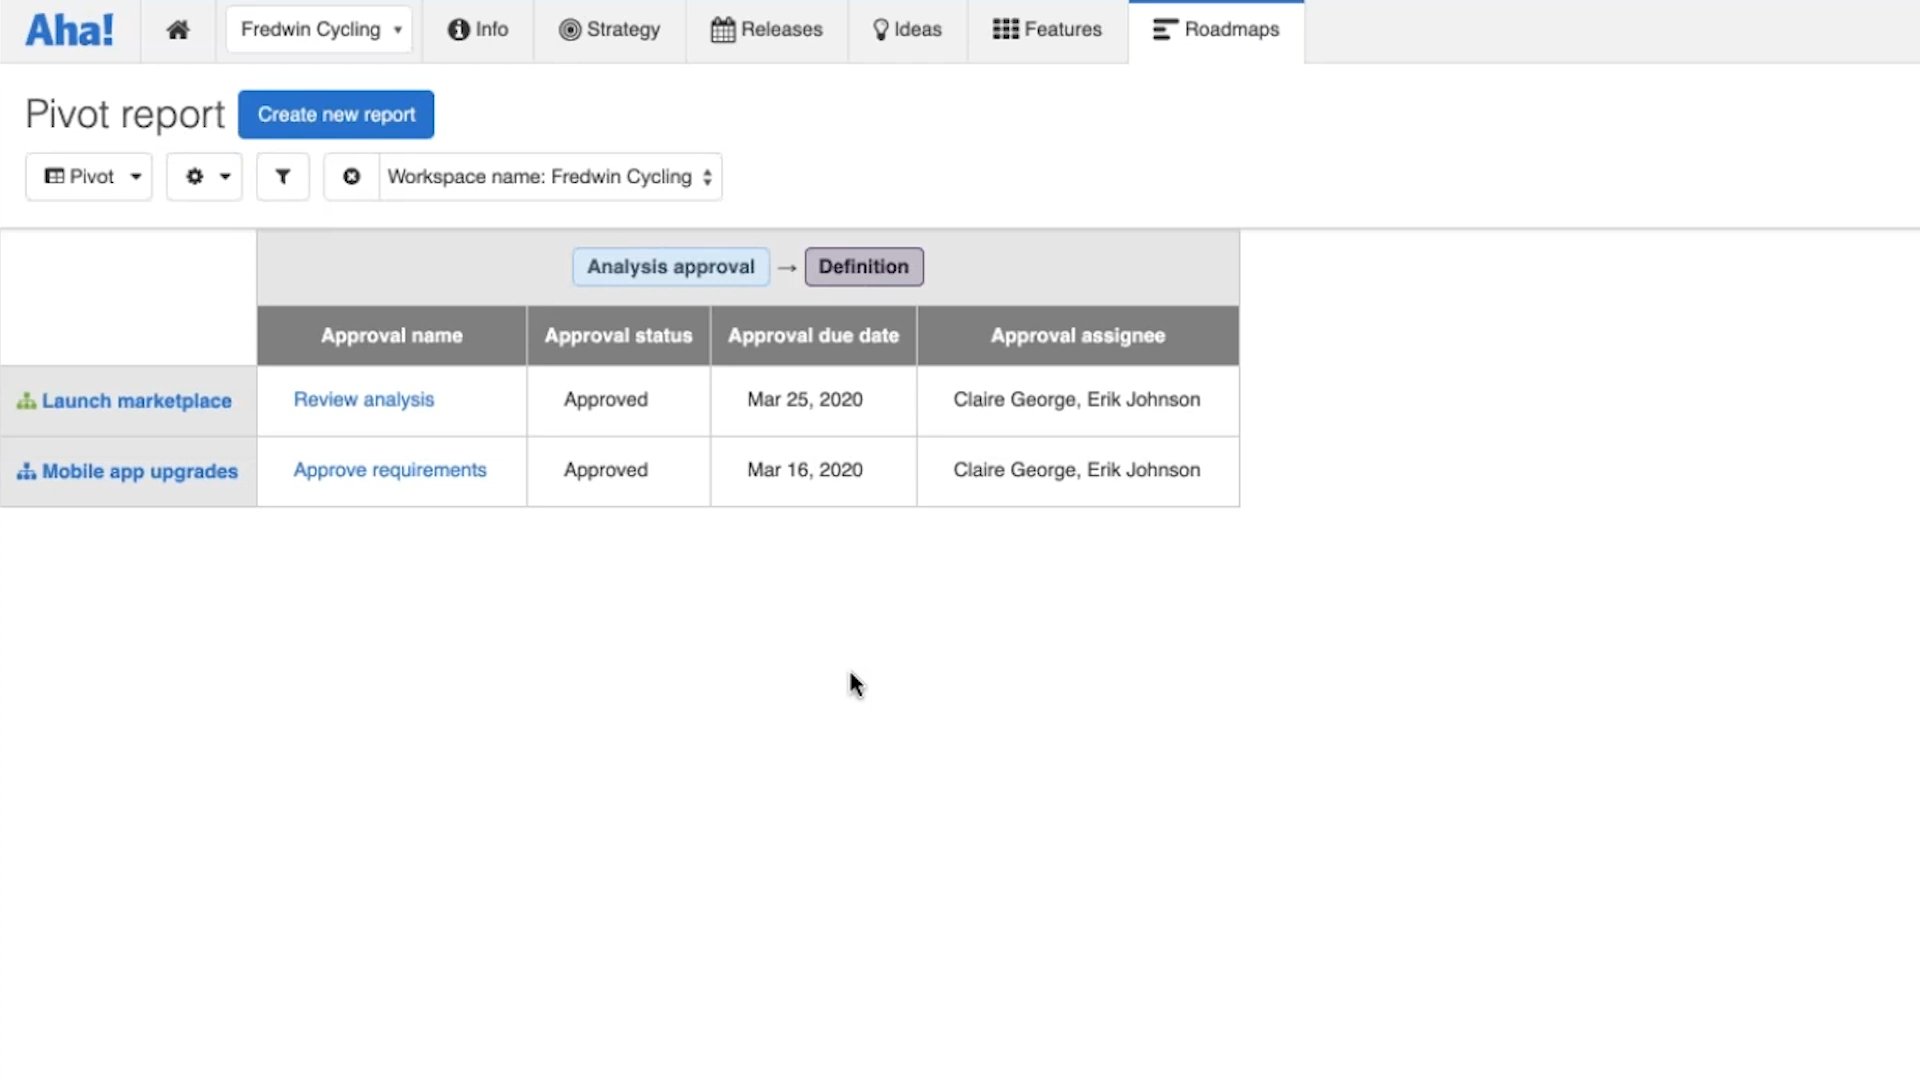 Aha! Fredwin Cycling Info Strategy Releases Ideas Features Roadmaps
Pivot report Create new report
Pivot Workspace name: Fredwin Cycling
Analysis approval → Definition
Approval name Approval status Approval due date Approval assignee
Launch marketplace Review analysis Approved Mar 25, 2020 Claire George, Erik Johnson
Mobile app upgrades Approve requirements Approved Mar 16, 2020 Claire George, Erik Johnson